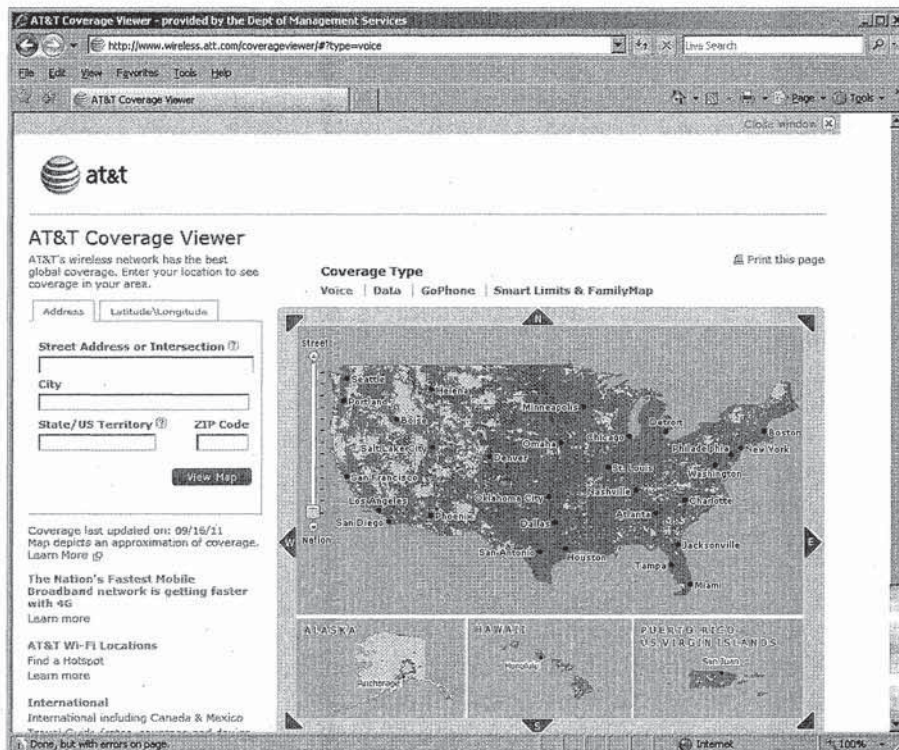 AT&T Coverage Viewer - provided by the Dept of Management Services
http://www.wireless.att.com/coverageviewer/#?type=voice
Live Search
File Edit View Favorites Tools Help
AT&T Coverage Viewer
Page Tools
Close window
at&t
AT&T Coverage Viewer
AT&T's wireless network has the best
global coverage. Enter your location to see
coverage in your area.
Address
Latitude\Longitude
Street Address or Intersection
City
State/US Territory
ZIP Code
View Map
Coverage last updated on: 09/16/11
Map depicts an approximation of coverage.
Learn More
The Nation's Fastest Mobile
Broadband network is getting faster
with 4G
Learn more
AT&T Wi-Fi Locations
Find a Hotspot
Learn more
International
International including Canada & Mexico
Print this page
Coverage Type
Voice | Data | GoPhone | Smart Limits & FamilyMap
N
Street
Nation
W
E
S
Seattle
Portland
Helena
Boise
Minneapolis
Detroit
Boston
Chicago
Philadelphia
New York
Salt Lake City
Omaha
Denver
St. Louis
Washington
San Francisco
Oklahoma City
Nashville
Charlotte
Los Angeles
Phoenix
Atlanta
San Diego
Dallas
Jacksonville
San Antonio
Houston
Tampa
Miami
ALASKA
Anchorage
HAWAII
Honolulu
PUERTO RICO
US VIRGIN ISLANDS
San Juan
Done, but with errors on page.
Internet
100%